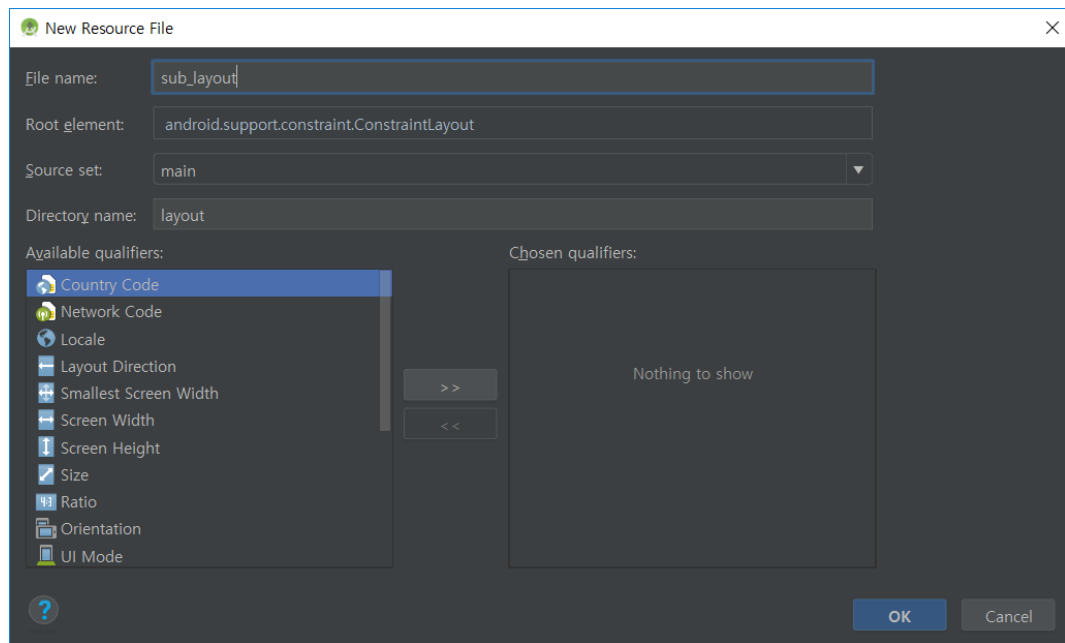 New Resource File
File name: sub_layout
Root element: android.support.constraint.ConstraintLayout
Source set: main
Directory name: layout
Available qualifiers:
Chosen qualifiers:
Country Code
Network Code
Locale
Layout Direction
Smallest Screen Width
Screen Width
Screen Height
Size
4:3 Ratio
Orientation
UI Mode
>>
<<
Nothing to show
?
OK
Cancel